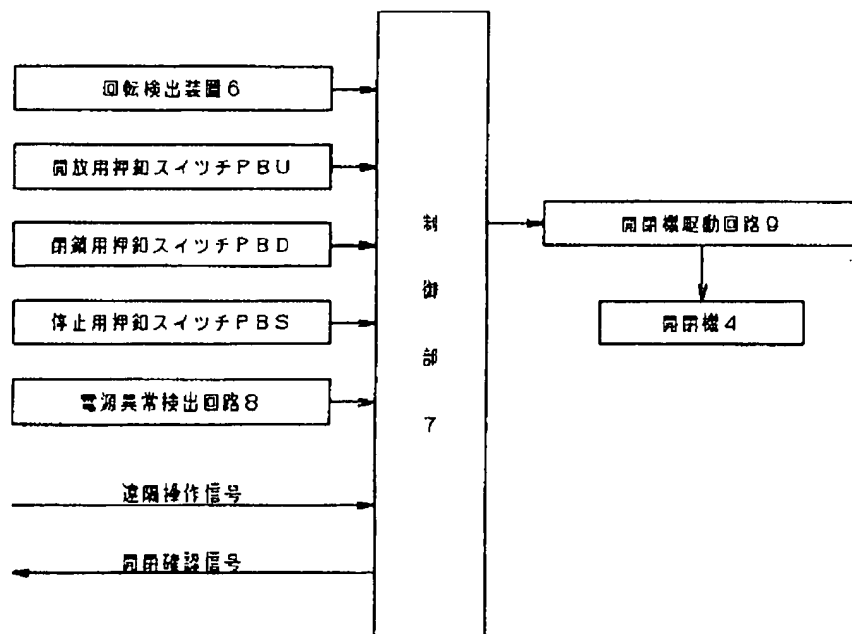 回転検出装置6
開放用押釦スイツチPBU
閉鎖用押釦スイツチPBD
停止用押釦スイツチPBS
電源異常検出回路8
遠隔操作信号
開閉確認信号
制御部7
開閉機駆動回路9
開閉機4